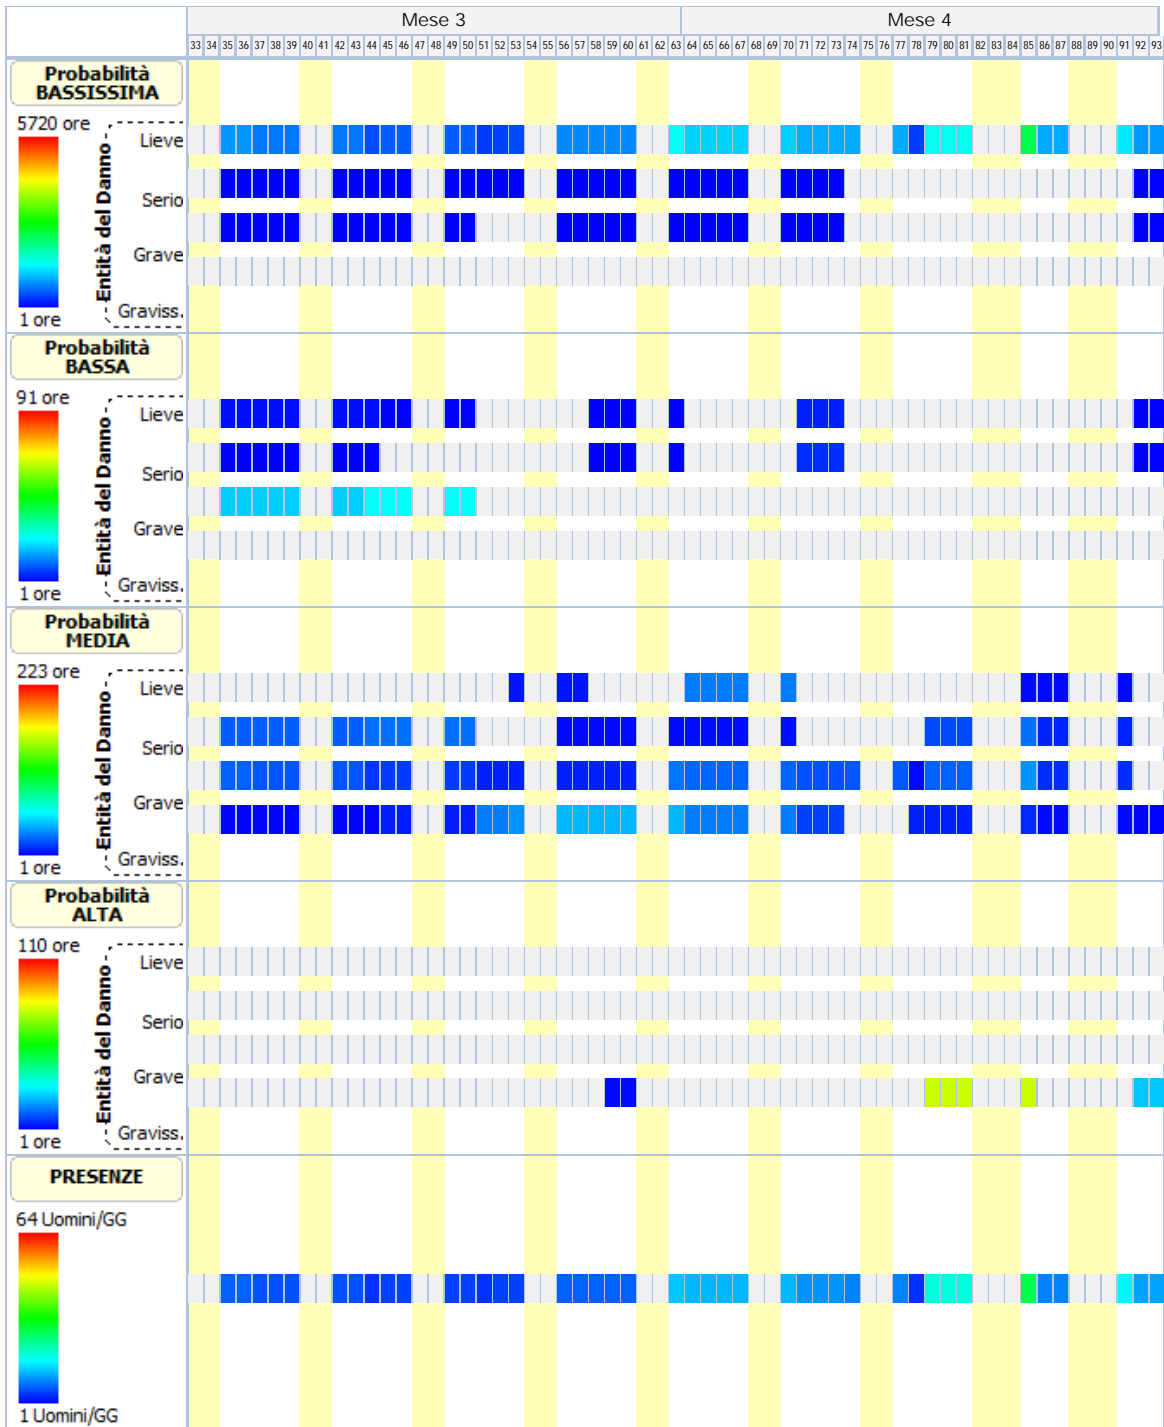 Mese 3 Mese 4
33 34 35 36 37 38 39 40 41 42 43 44 45 46 47 48 49 50 51 52 53 54 55 56 57 58 59 60 61 62 63 64 65 66 67 68 69 70 71 72 73 74 75 76 77 78 79 80 81 82 83 84 85 86 87 88 89 90 91 92 93
Probabilità
BASSISSIMA
5720 ore
Entità del Danno
Lieve
Serio
Grave
Graviss.
1 ore
Probabilità
BASSA
91 ore
Entità del Danno
Lieve
Serio
Grave
Graviss.
1 ore
Probabilità
MEDIA
223 ore
Entità del Danno
Lieve
Serio
Grave
Graviss.
1 ore
Probabilità
ALTA
110 ore
Entità del Danno
Lieve
Serio
Grave
Graviss.
1 ore
PRESENZE
64 Uomini/GG
1 Uomini/GG